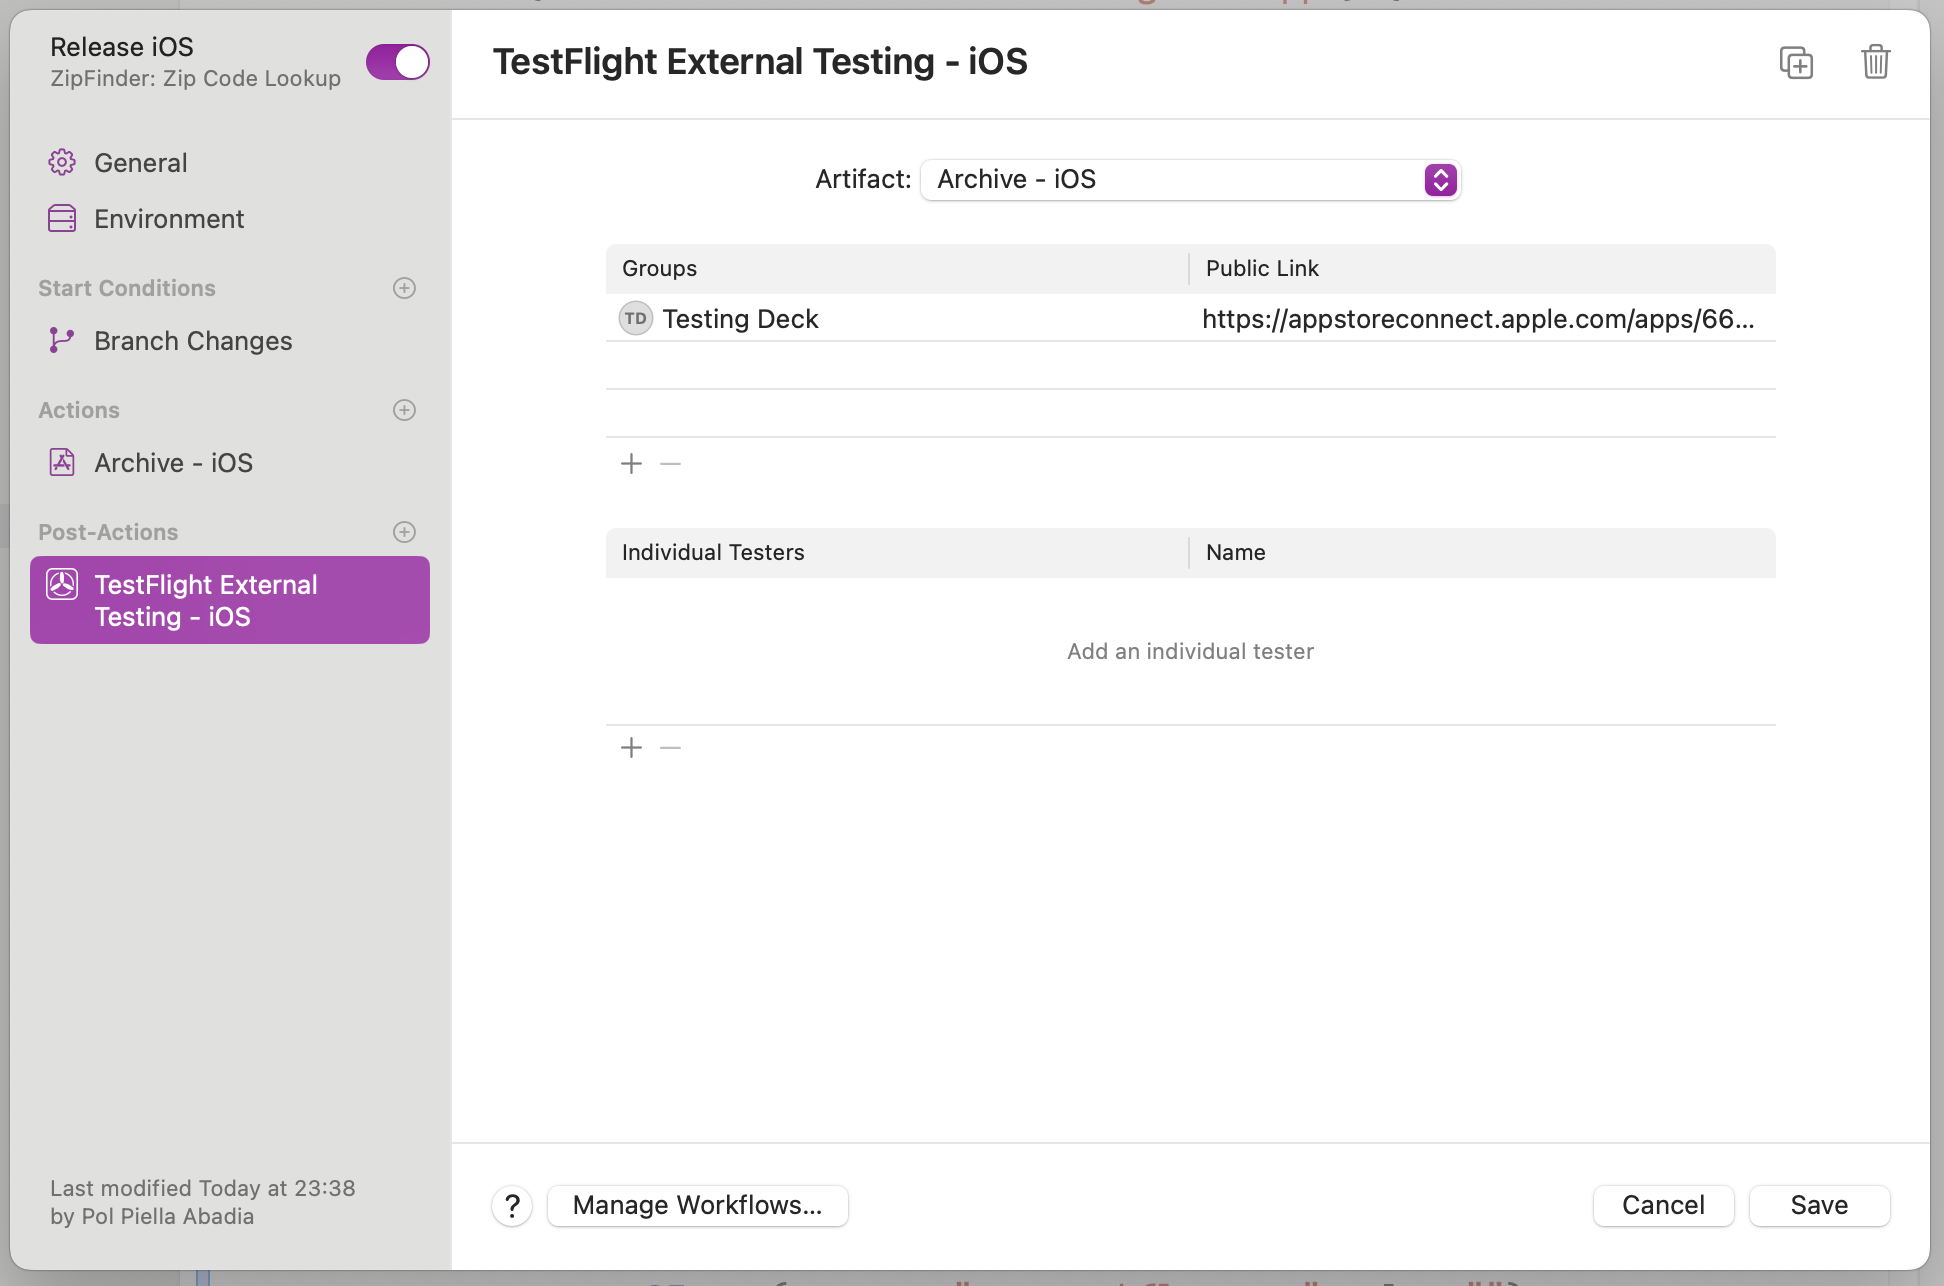 Release iOS
ZipFinder: Zip Code Lookup
General
Environment
Start Conditions
Branch Changes
Actions
Archive - iOS
Post-Actions
TestFlight External
Testing - iOS
Last modified Today at 23:38
by Pol Piella Abadia
TestFlight External Testing - iOS
Artifact: Archive - iOS
Groups Public Link
TD Testing Deck https://appstoreconnect.apple.com/apps/66...
Individual Testers Name
Add an individual tester
? Manage Workflows... Cancel Save